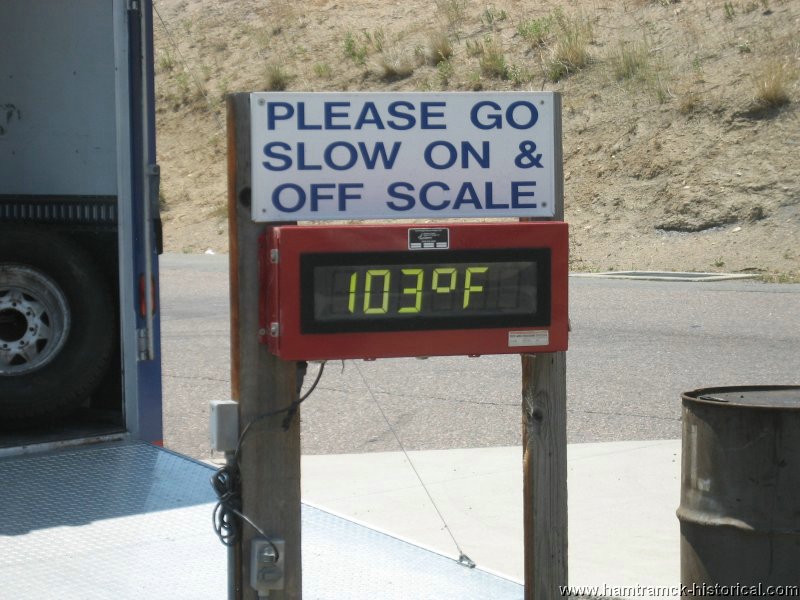 PLEASE GO
SLOW ON &
OFF SCALE
103°F
www.hamtramck-historical.com